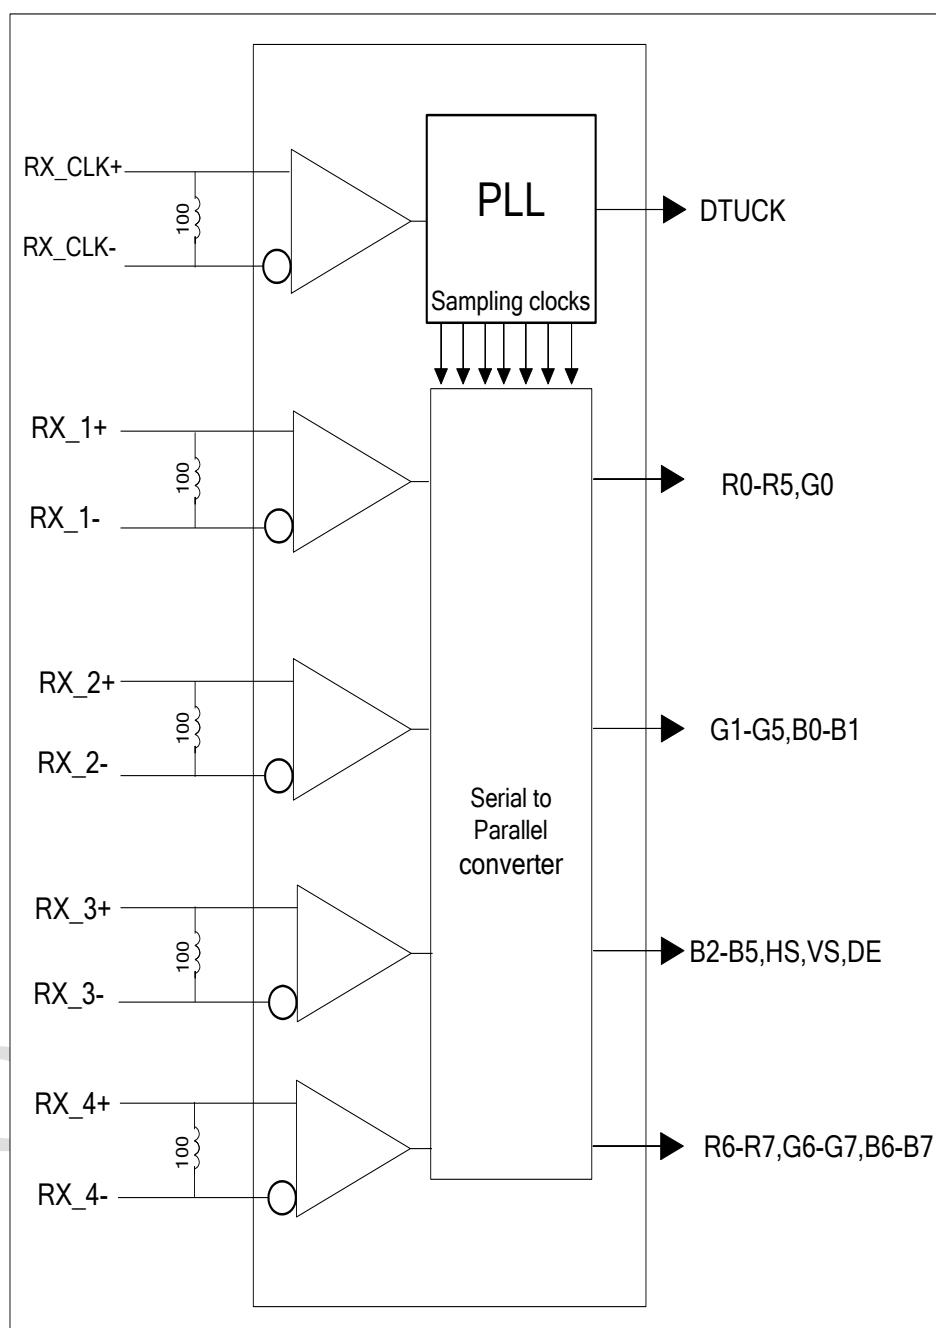 RX_CLK+
100
RX_CLK-
PLL
Sampling clocks
DTUCK
RX_1+
100
RX_1-
R0-R5,G0
RX_2+
100
RX_2-
G1-G5,B0-B1
Serial to
Parallel
converter
RX_3+
100
RX_3-
B2-B5,HS,VS,DE
RX_4+
100
RX_4-
R6-R7,G6-G7,B6-B7